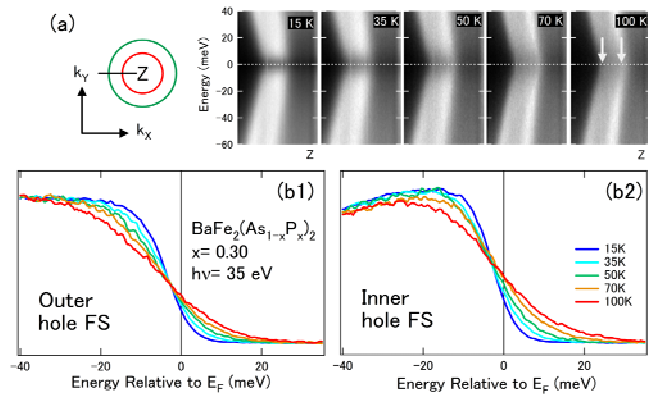 (a)
Z
k_Y
k_X
Energy (meV)
40
20
0
-20
-40
-60
15 K
35 K
50 K
70 K
100 K
Z
Z
Z
Z
Z
(b1)
BaFe₂(As₁₋ₓPₓ)₂
x= 0.30
hν= 35 eV
Outer
hole FS
-40
-20
0
20
Energy Relative to E_F (meV)
(b2)
15K
35K
50K
70K
100K
Inner
hole FS
-40
-20
0
20
Energy Relative to E_F (meV)